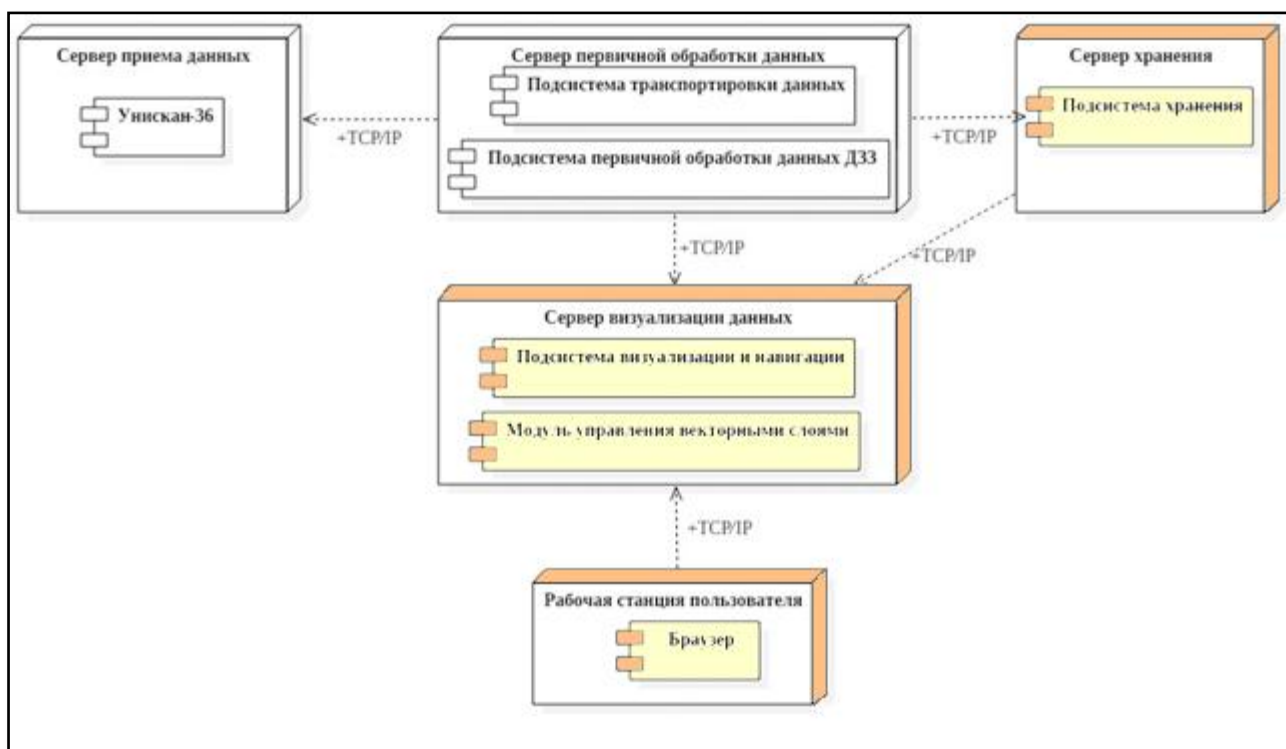 Сервер приема данных
Унискан-36
+TCP/IP
Сервер первичной обработки данных
Подсистема транспортировки данных
Подсистема первичной обработки данных ДЗЗ
+TCP/IP
Сервер хранения
Подсистема хранения
+TCP/IP
+TCP/IP
Сервер визуализации данных
Подсистема визуализации и навигации
Модуль управления векторными слоями
+TCP/IP
Рабочая станция пользователя
Браузер